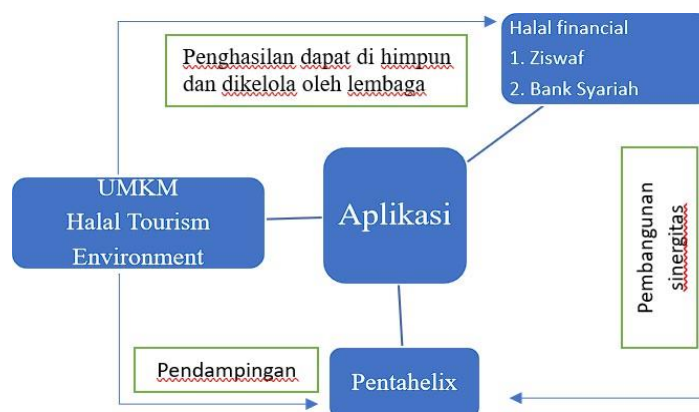 Halal financial
1. Ziswaf
2. Bank Syariah
Penghasilan dapat di himpun
dan dikelola oleh lembaga
UMKM
Halal Tourism
Environment
Aplikasi
Pembangunan
sinergitas
Pendampingan
Pentahelix